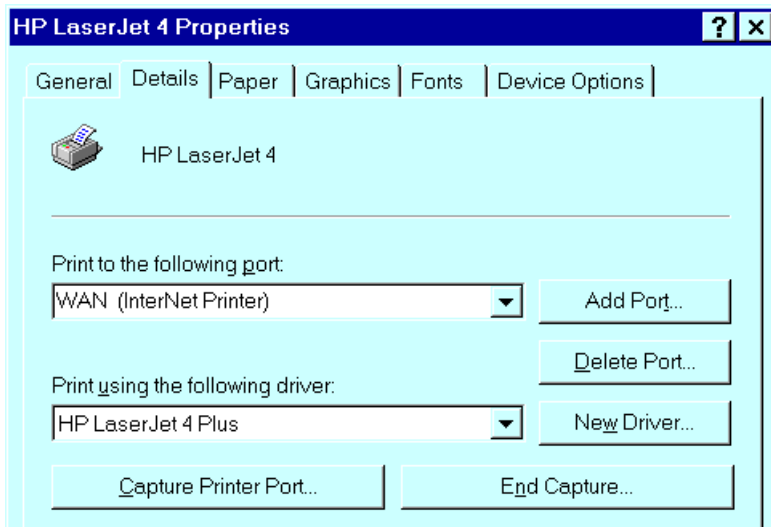 HP LaserJet 4 Properties
General Details Paper Graphics Fonts Device Options
HP LaserJet 4
Print to the following port:
WAN (InterNet Printer)
Add Port...
Delete Port...
Print using the following driver:
HP LaserJet 4 Plus
New Driver...
Capture Printer Port... End Capture...